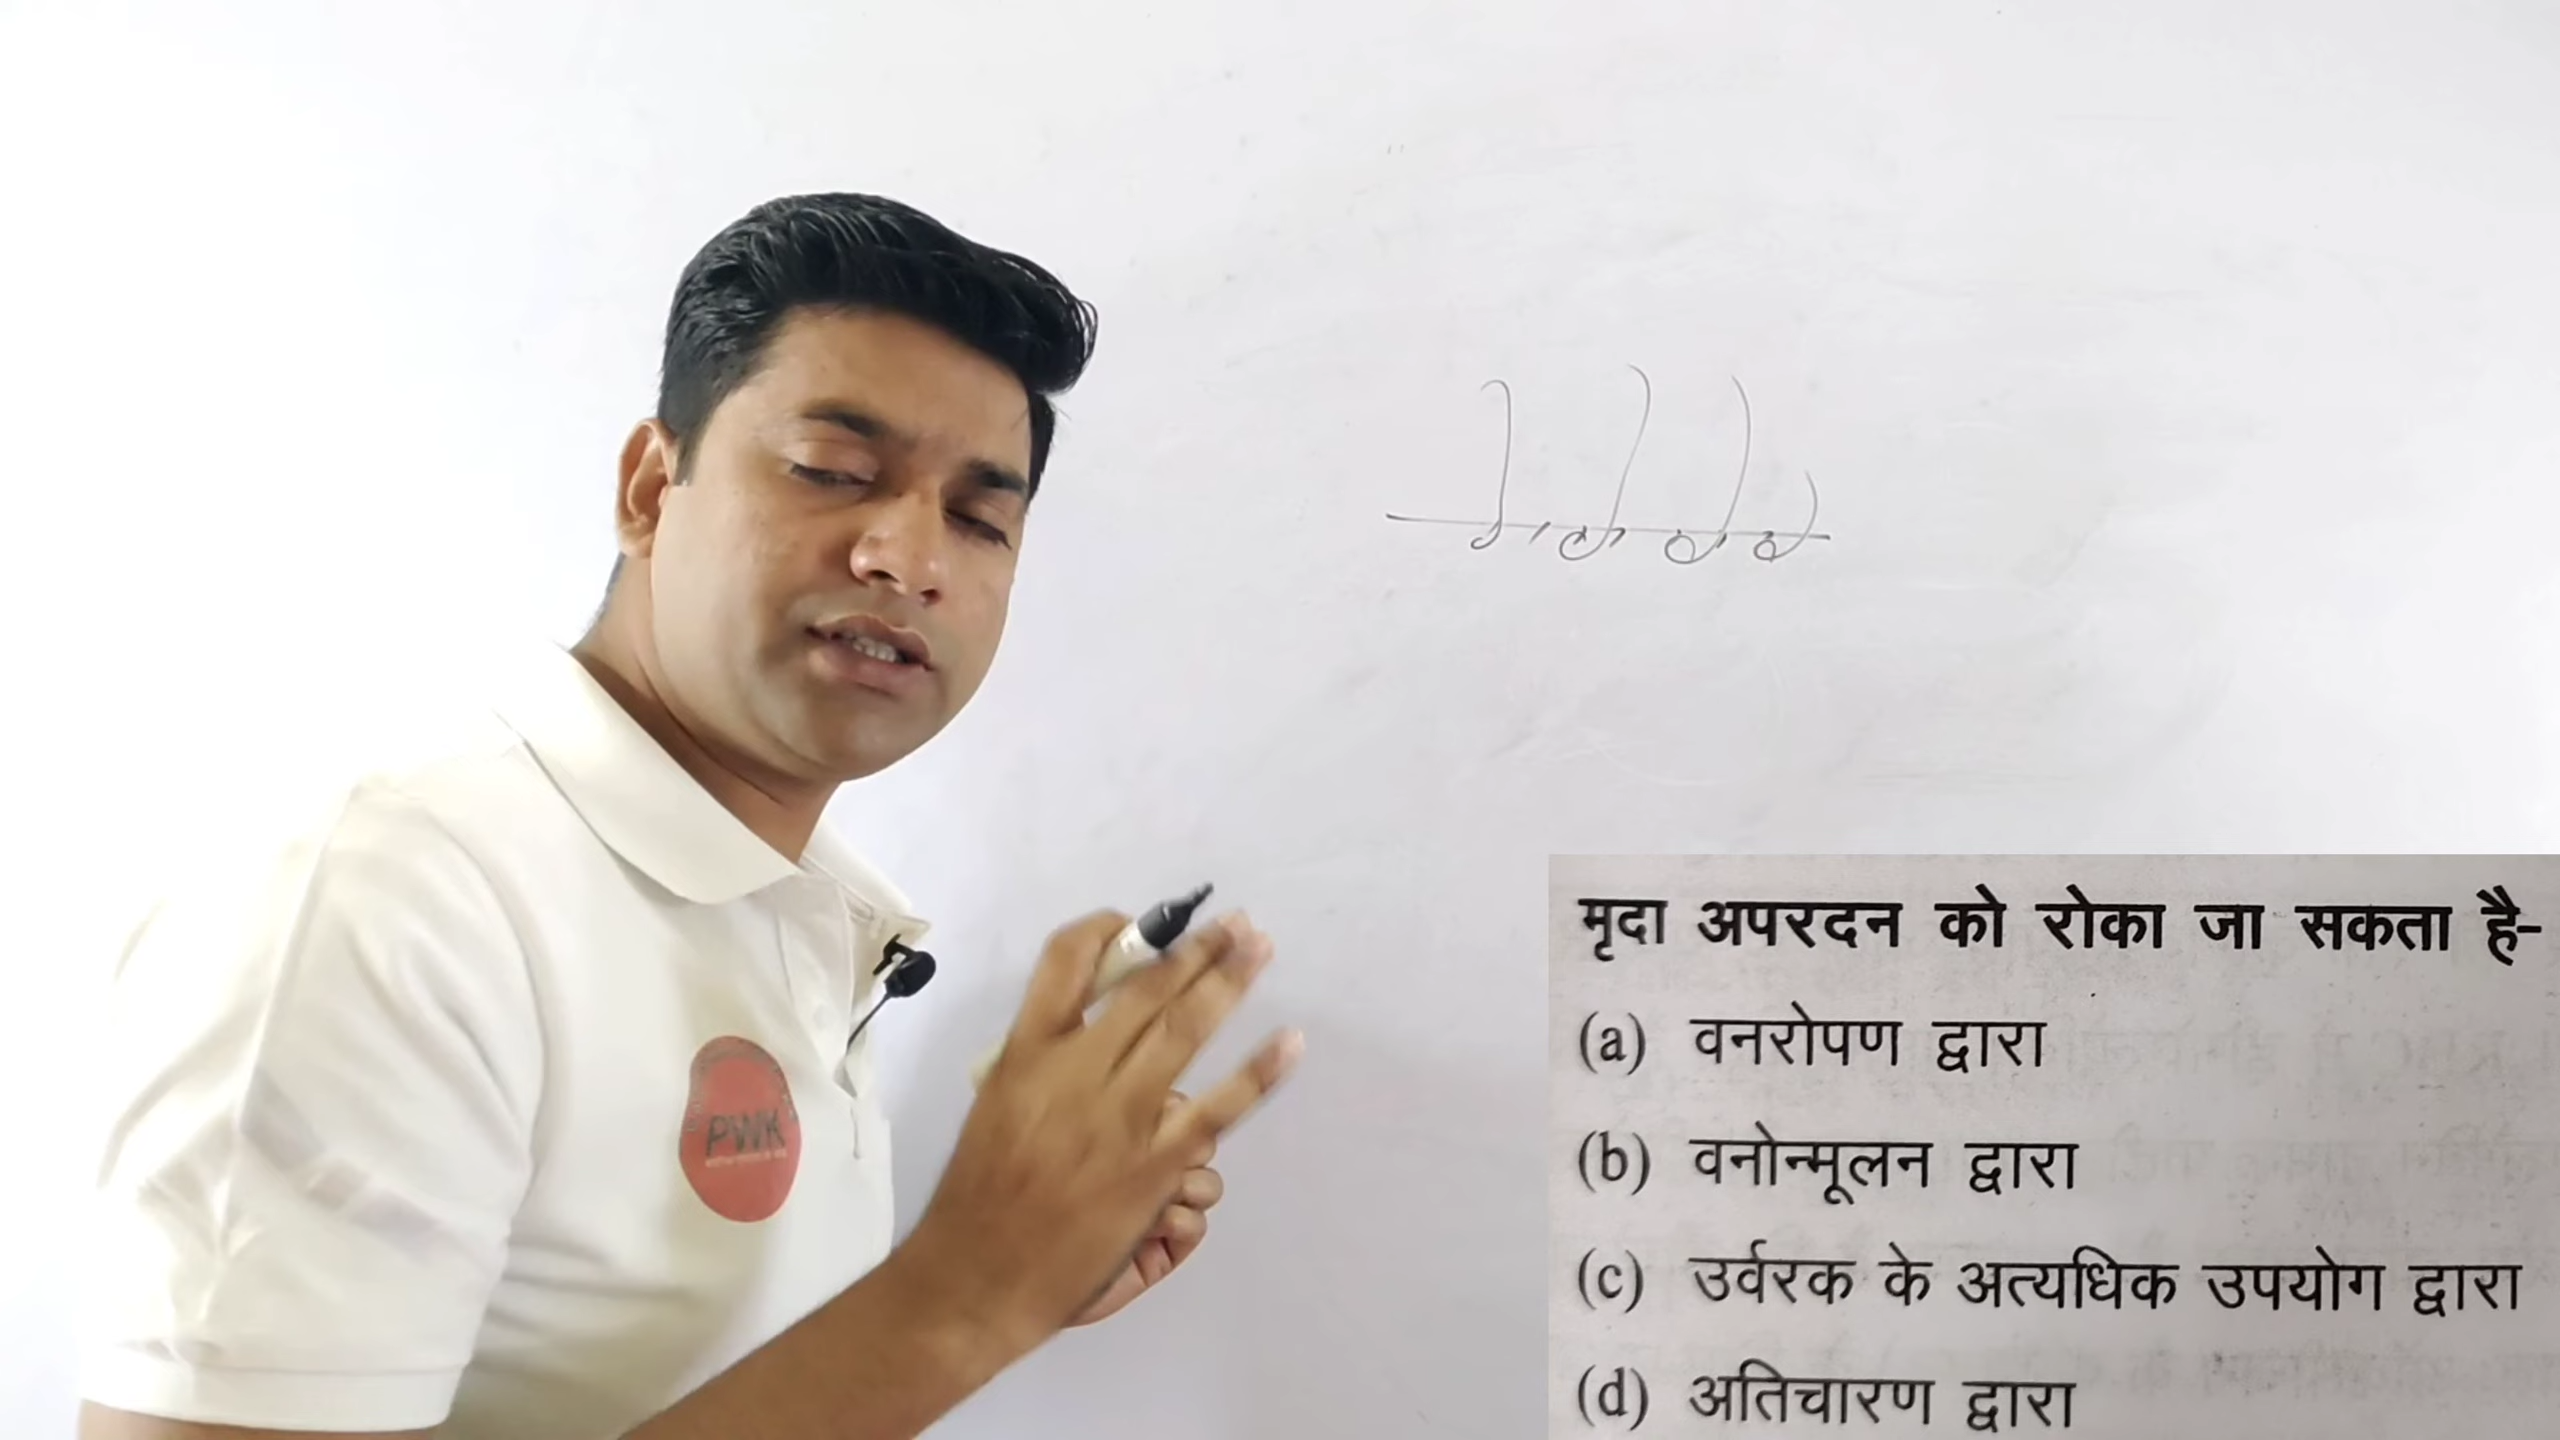 PWK
मृदा अपरदन को रोका जा सकता है-
(a) वनरोपण द्वारा
(b) वनोन्मूलन द्वारा
(c) उर्वरक के अत्यधिक उपयोग द्वारा
(d) अतिचारण द्वारा